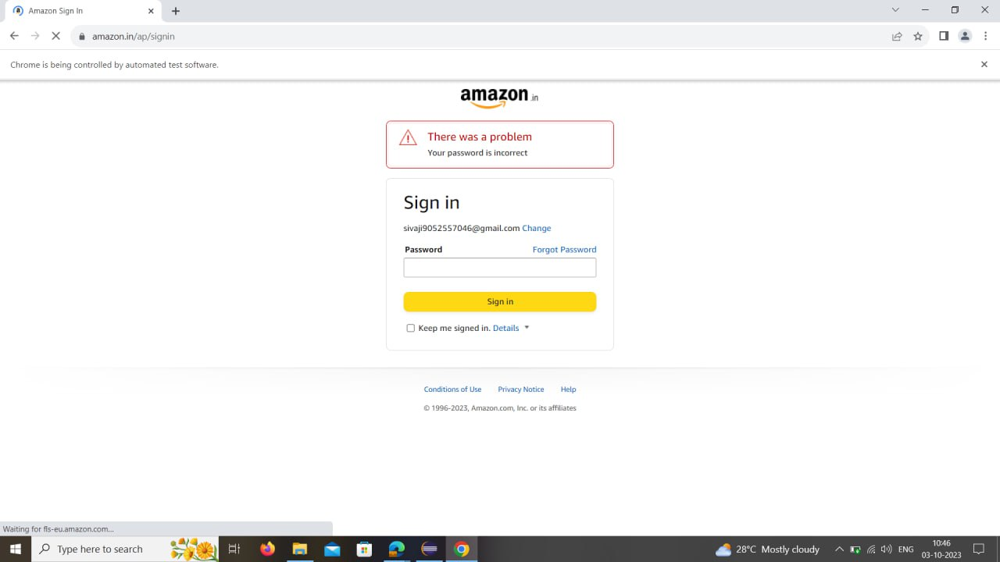 Amazon Sign In
amazon.in/ap/signin
Chrome is being controlled by automated test software.
amazon.in
There was a problem
Your password is incorrect
Sign in
sivaji9052557046@gmail.com Change
Password Forgot Password
Sign in
Keep me signed in. Details
Conditions of Use Privacy Notice Help
© 1996-2023, Amazon.com, Inc. or its affiliates
Waiting for fls-eu.amazon.com...
Type here to search
28°C Mostly cloudy
ENG
10:46
03-10-2023